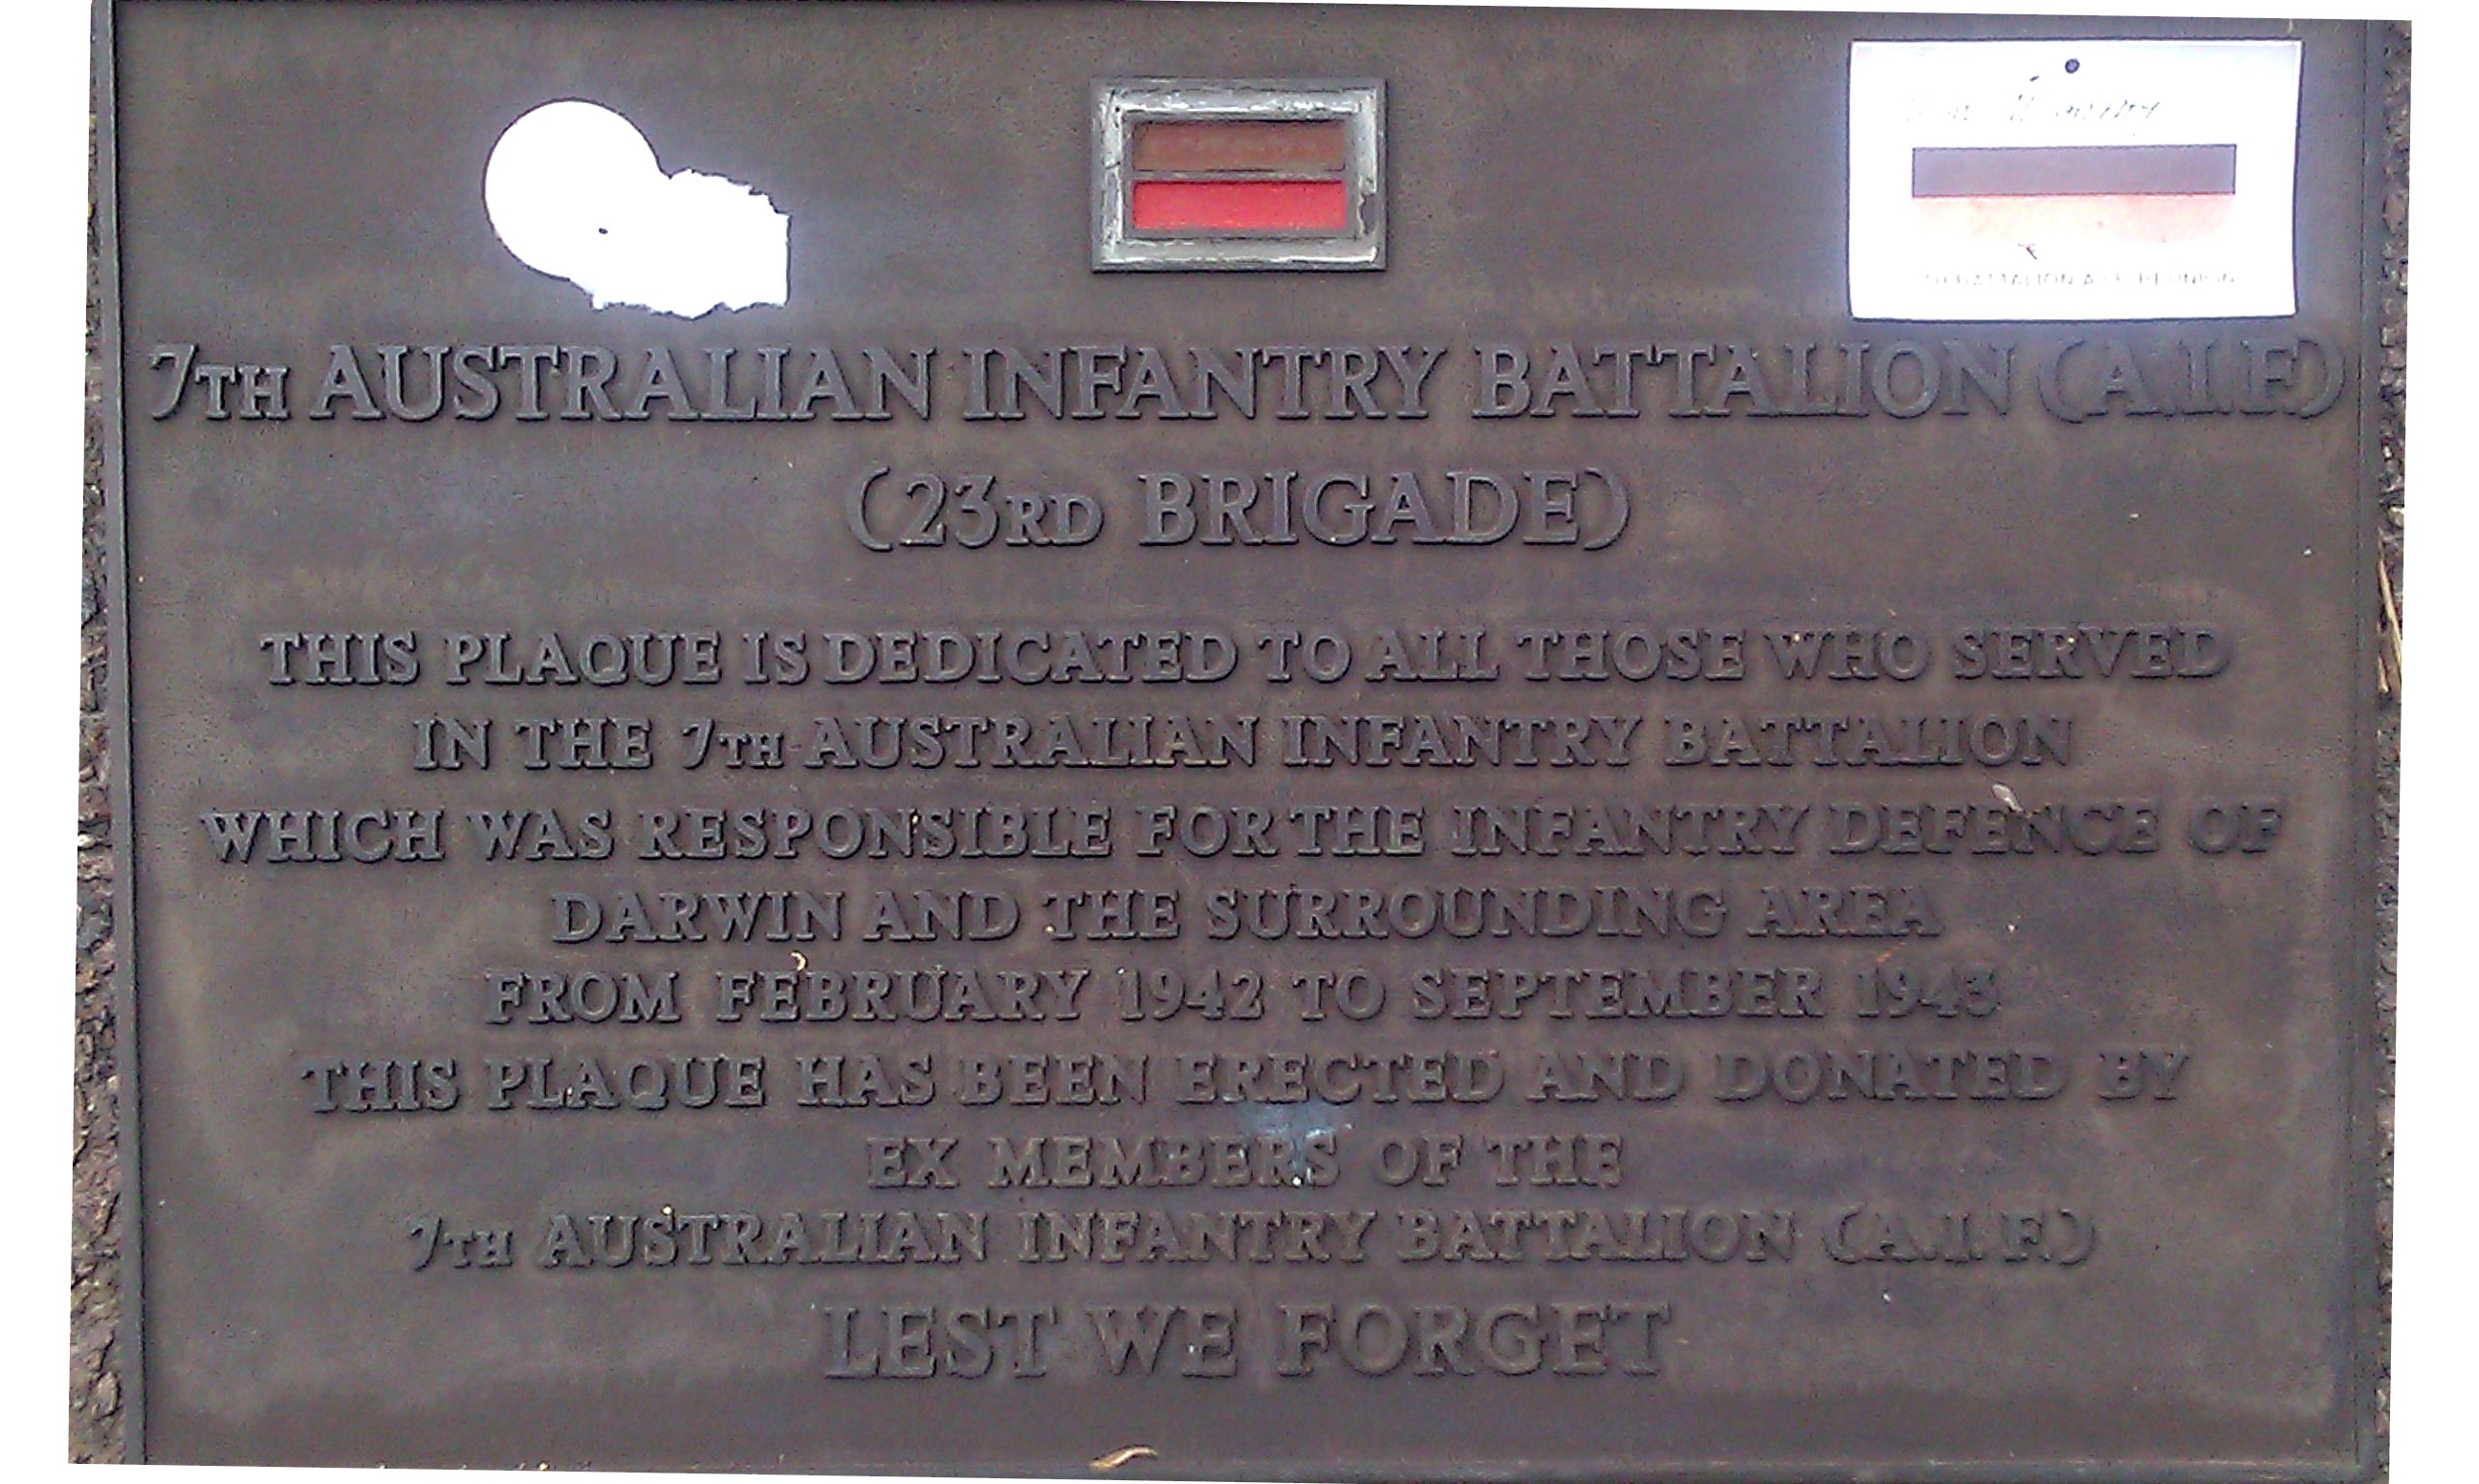 7TH BATTALION A.I.F. REUNION
7TH AUSTRALIAN INFANTRY BATTALION (A.I.F.)
(23RD BRIGADE)
THIS PLAQUE IS DEDICATED TO ALL THOSE WHO SERVED
IN THE 7TH AUSTRALIAN INFANTRY BATTALION
WHICH WAS RESPONSIBLE FOR THE INFANTRY DEFENCE OF
DARWIN AND THE SURROUNDING AREA
FROM FEBRUARY 1942 TO SEPTEMBER 1943
THIS PLAQUE HAS BEEN ERECTED AND DONATED BY
EX MEMBERS OF THE
7TH AUSTRALIAN INFANTRY BATTALION (A.I.F.)
LEST WE FORGET